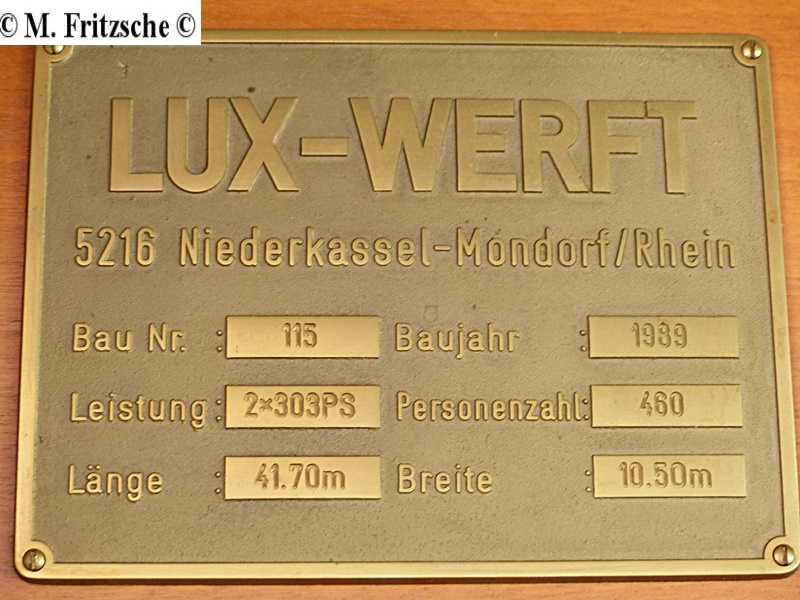 © M. Fritzsche ©
LUX-WERFT
5216 Niederkassel-Mondorf/Rhein
Bau Nr. : 115 Baujahr : 1989
Leistung : 2×303PS Personenzahl: 460
Länge : 41.70m Breite : 10.50m